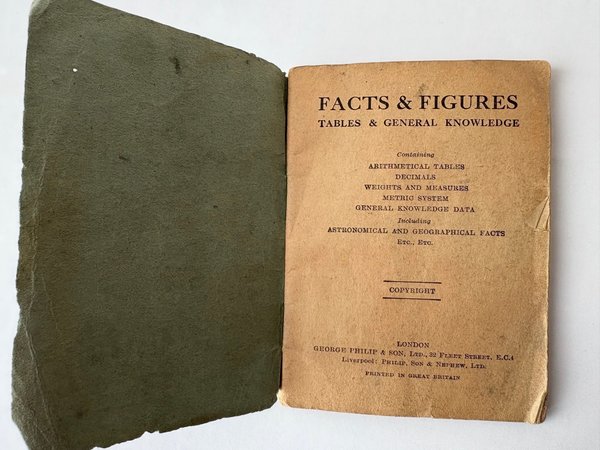 FACTS & FIGURES
TABLES & GENERAL KNOWLEDGE
Containing
ARITHMETICAL TABLES
DECIMALS
WEIGHTS AND MEASURES
METRIC SYSTEM
GENERAL KNOWLEDGE DATA
Including
ASTRONOMICAL AND GEOGRAPHICAL FACTS
ETC., ETC.
COPYRIGHT
LONDON
GEORGE PHILIP & SON, LTD., 32 FLEET STREET, E.C.4
Liverpool: PHILIP, SON & NEPHEW, LTD.
PRINTED IN GREAT BRITAIN